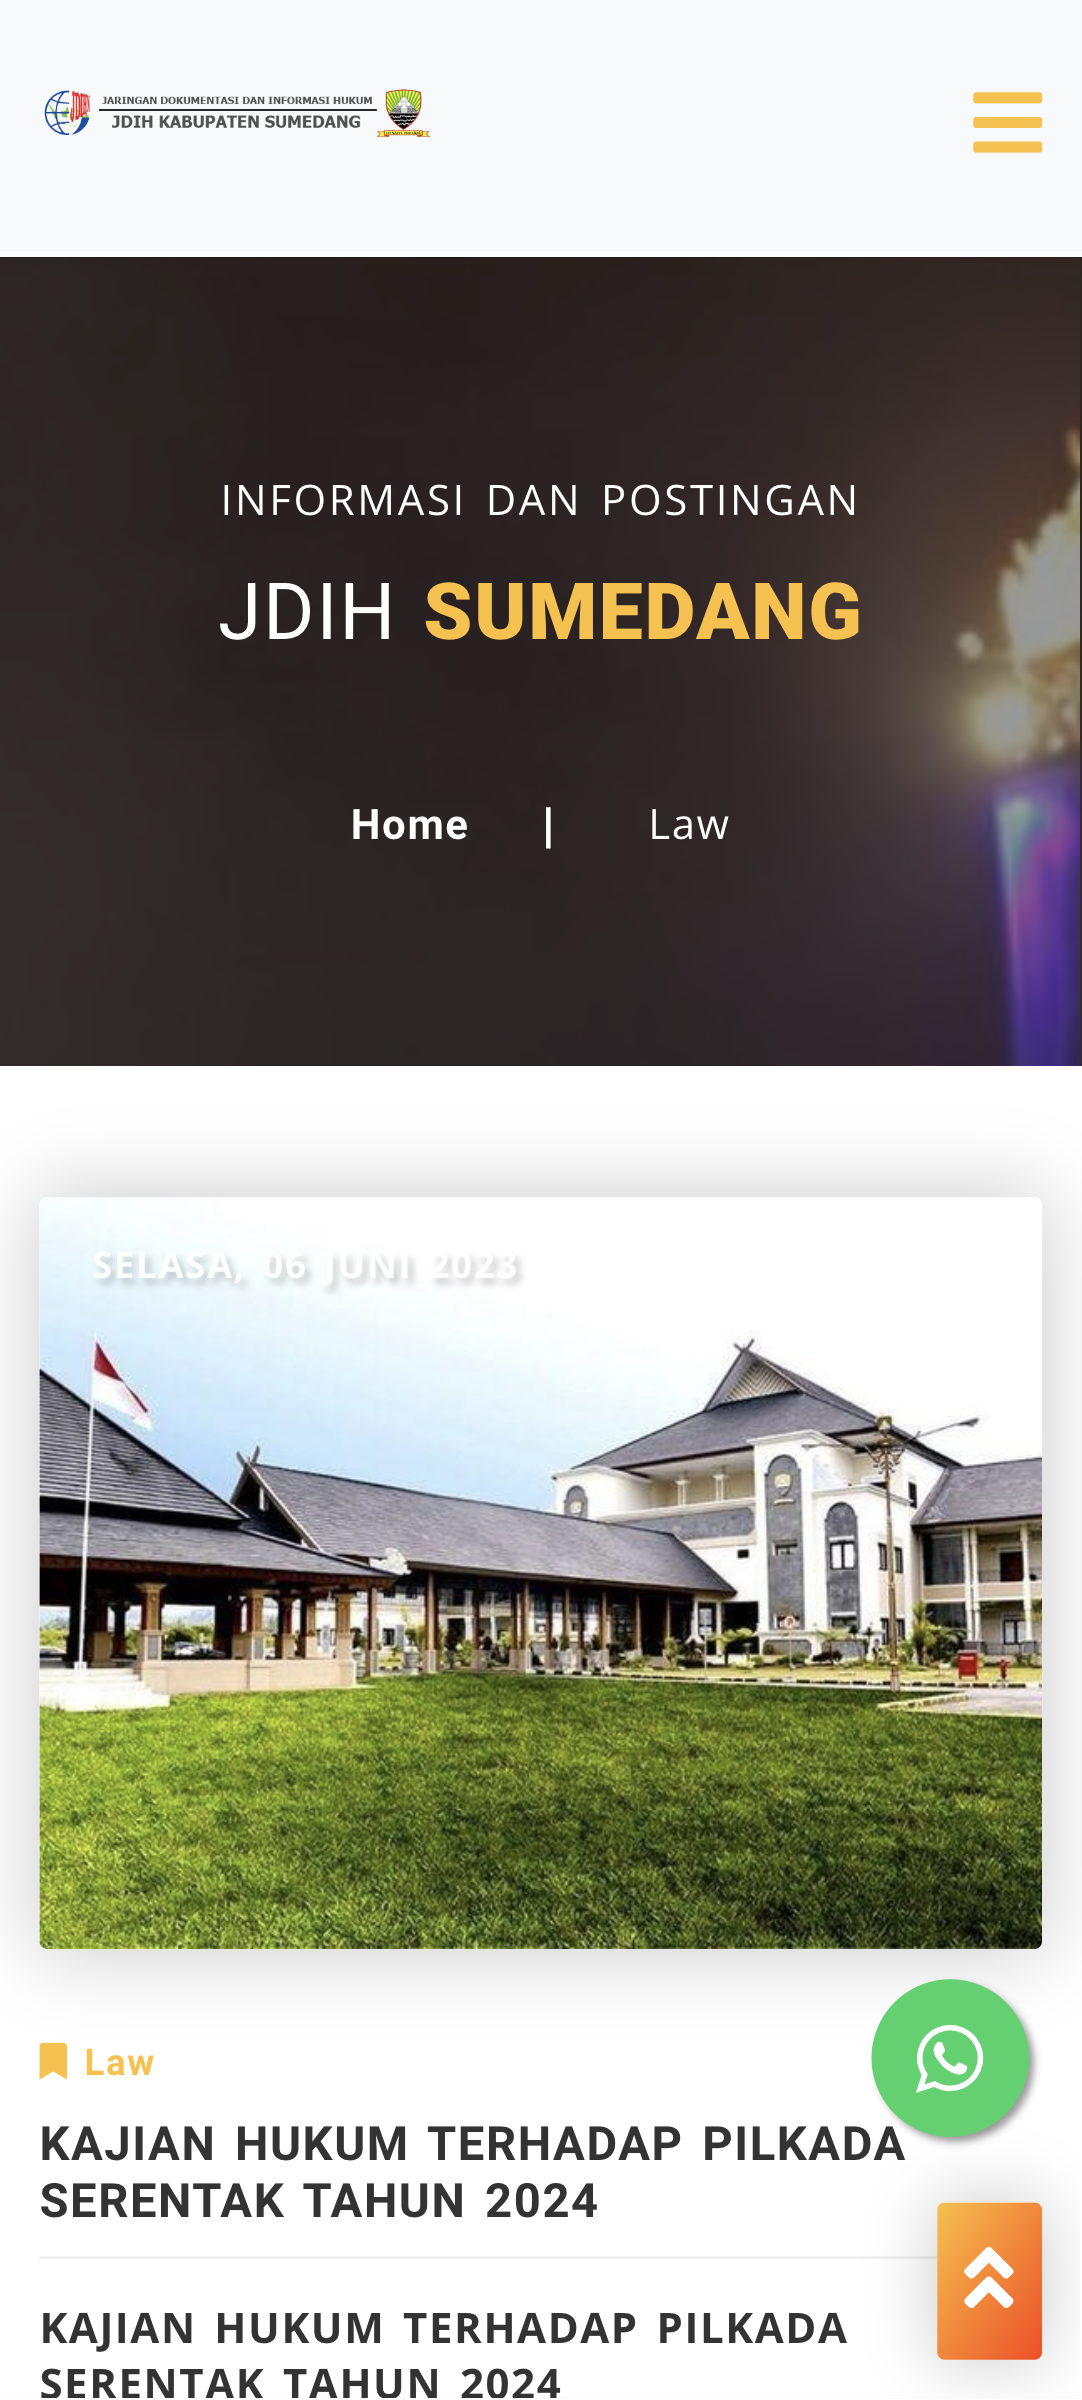 JARINGAN DOKUMENTASI DAN INFORMASI HUKUM
JDIH KABUPATEN SUMEDANG
INFORMASI DAN POSTINGAN
JDIH SUMEDANG
Home | Law
SELASA, 06 JUNI 2023
Law
KAJIAN HUKUM TERHADAP PILKADA
SERENTAK TAHUN 2024
KAJIAN HUKUM TERHADAP PILKADA
SERENTAK TAHUN 2024